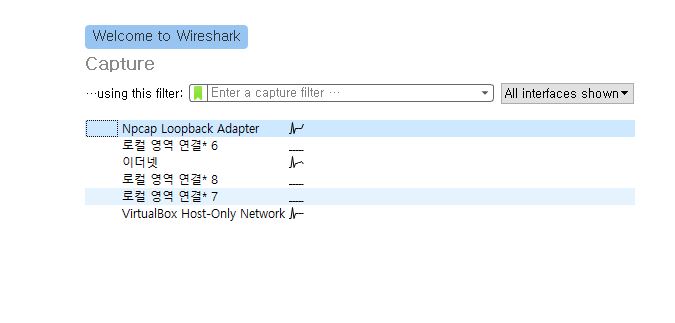 Welcome to Wireshark
Capture
…using this filter: Enter a capture filter … All interfaces shown
Npcap Loopback Adapter
로컬 영역 연결* 6
이더넷
로컬 영역 연결* 8
로컬 영역 연결* 7
VirtualBox Host-Only Network